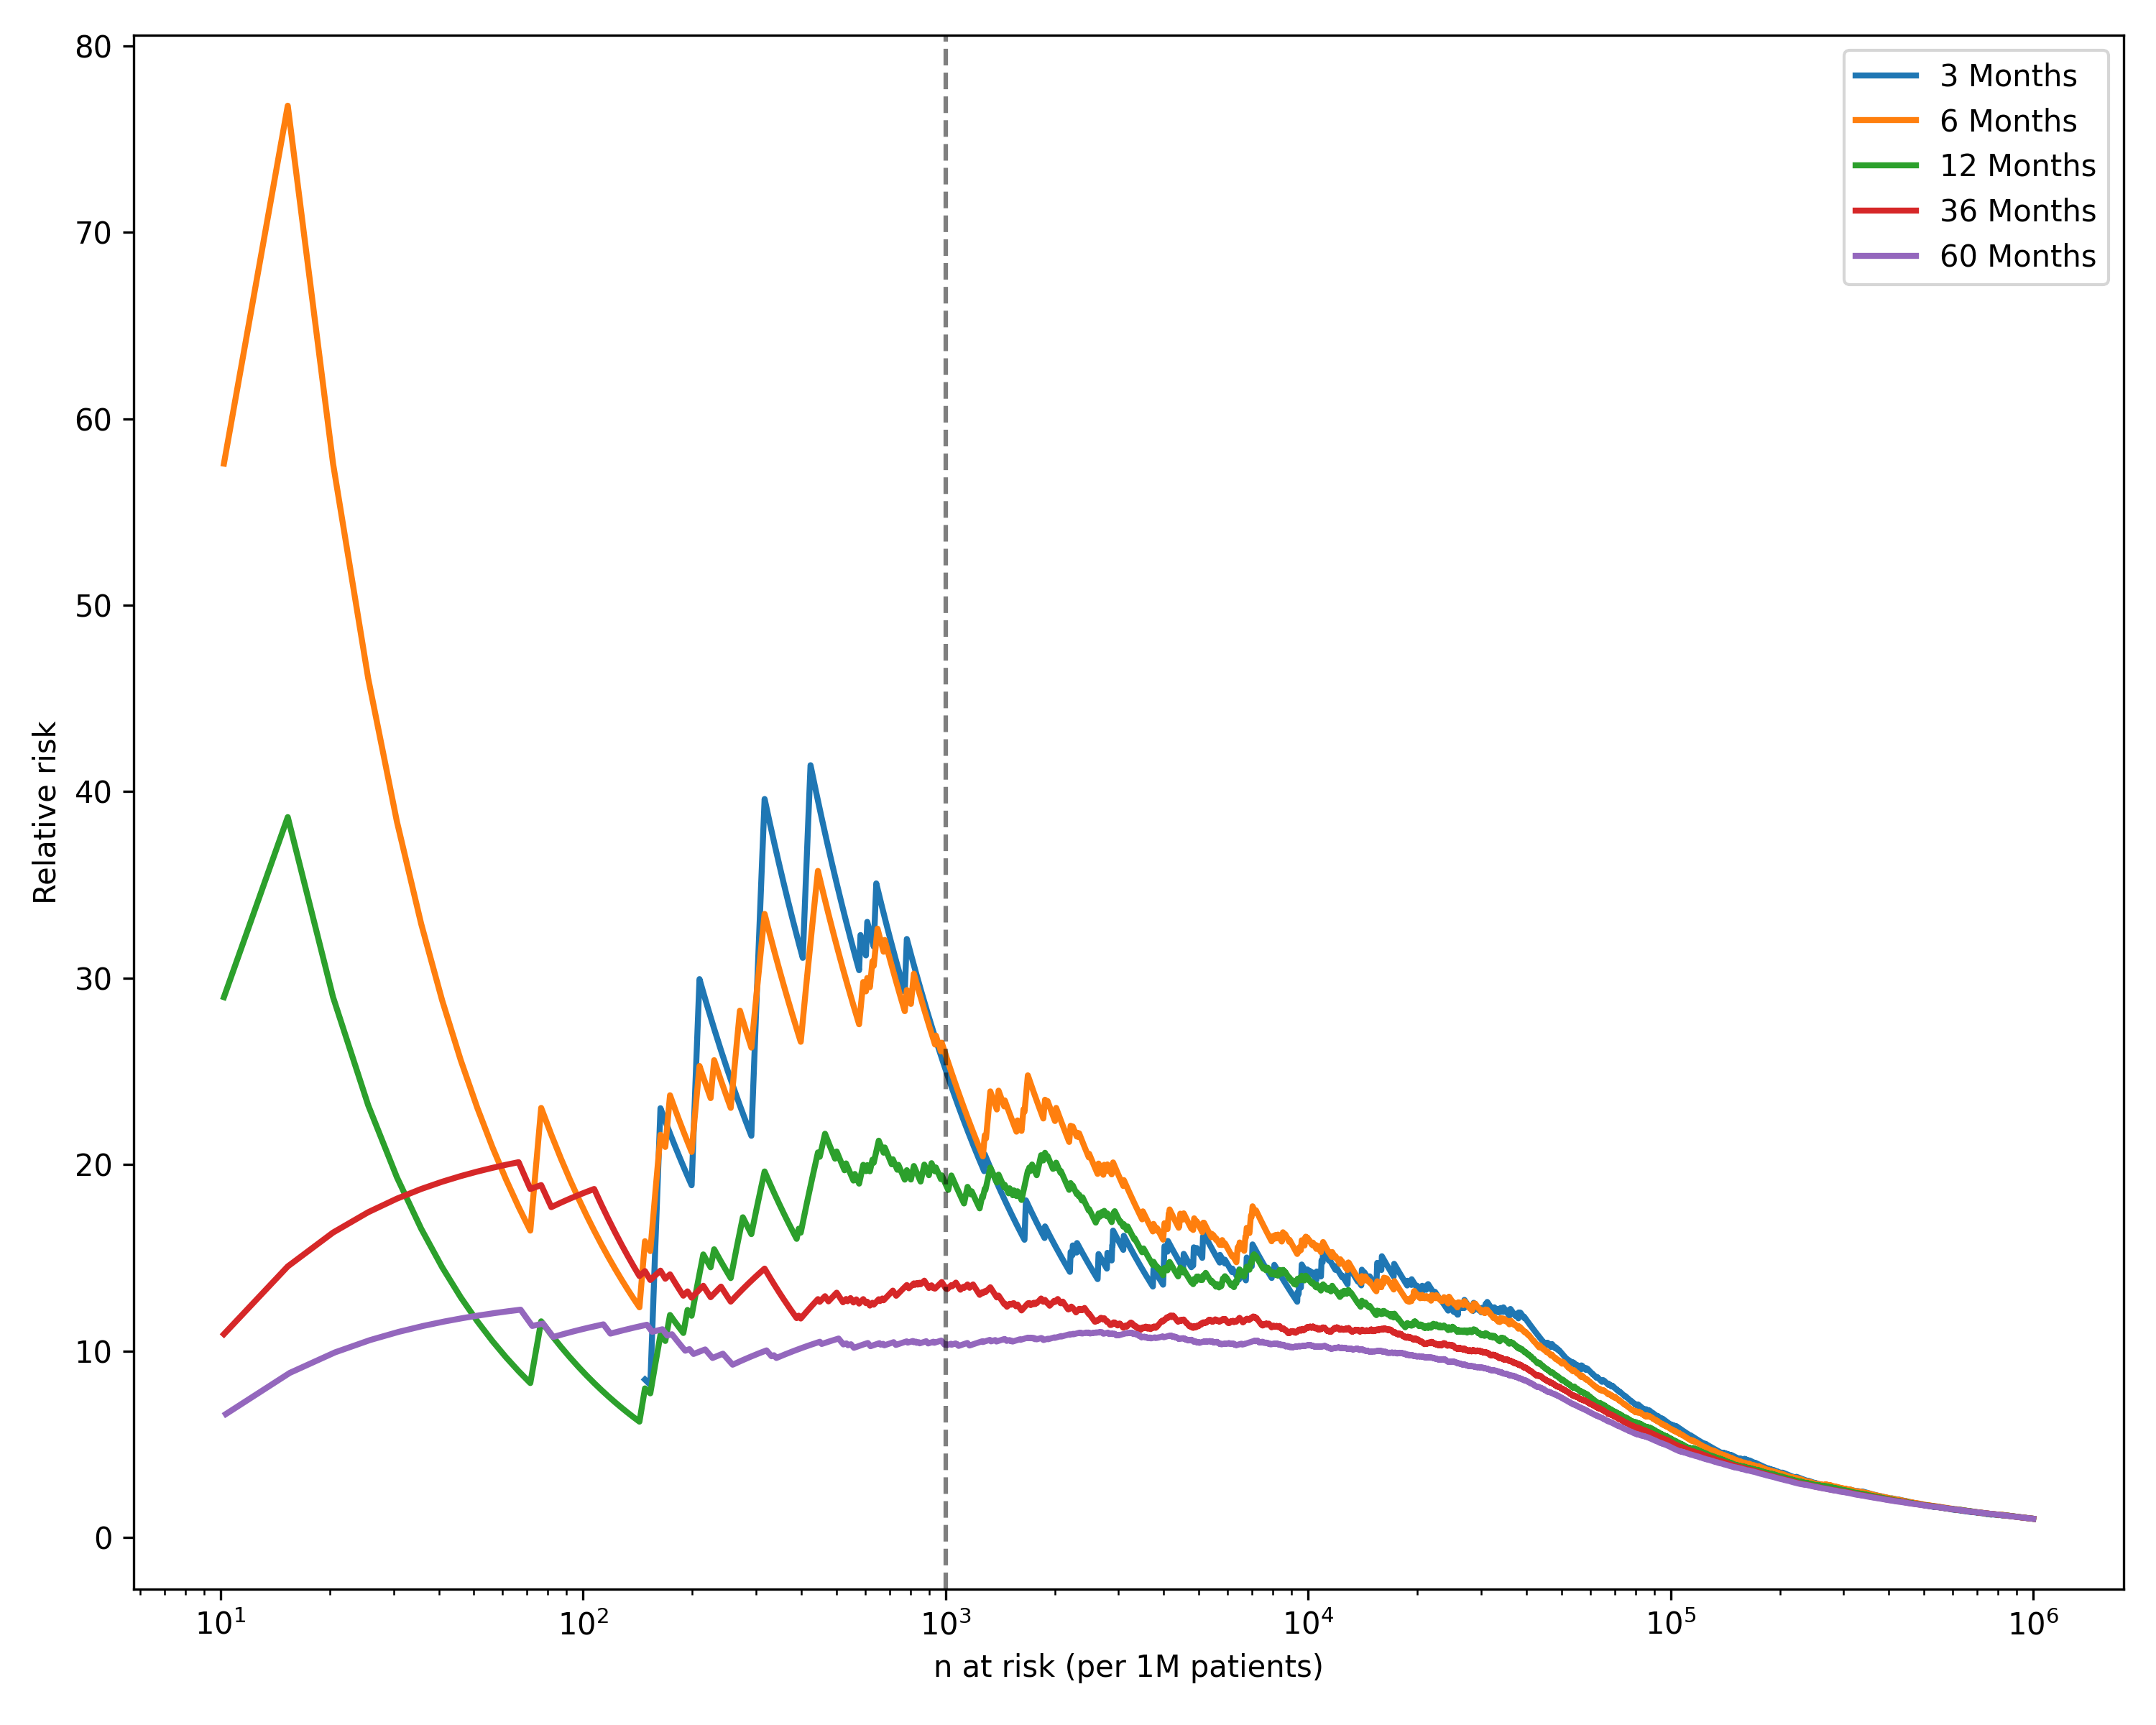 80
70
60
50
40
30
20
10
0
Relative risk
3 Months
6 Months
12 Months
36 Months
60 Months
10¹ 10² 10³ 10⁴ 10⁵ 10⁶
n at risk (per 1M patients)